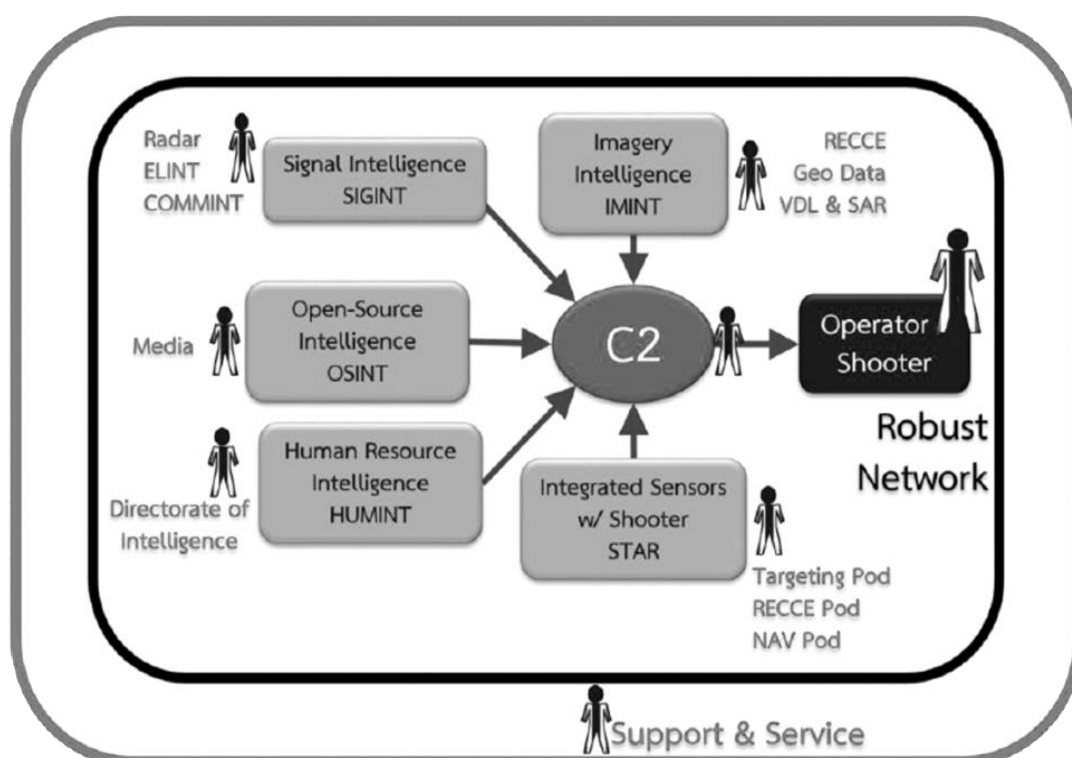 Radar
ELINT
COMMINT
Signal Intelligence
SIGINT
Imagery
Intelligence
IMINT
RECCE
Geo Data
VDL & SAR
Media
Open-Source
Intelligence
OSINT
C2
Operator
Shooter
Robust
Network
Directorate of
Intelligence
Human Resource
Intelligence
HUMINT
Integrated Sensors
w/ Shooter
STAR
Targeting Pod
RECCE Pod
NAV Pod
Support & Service